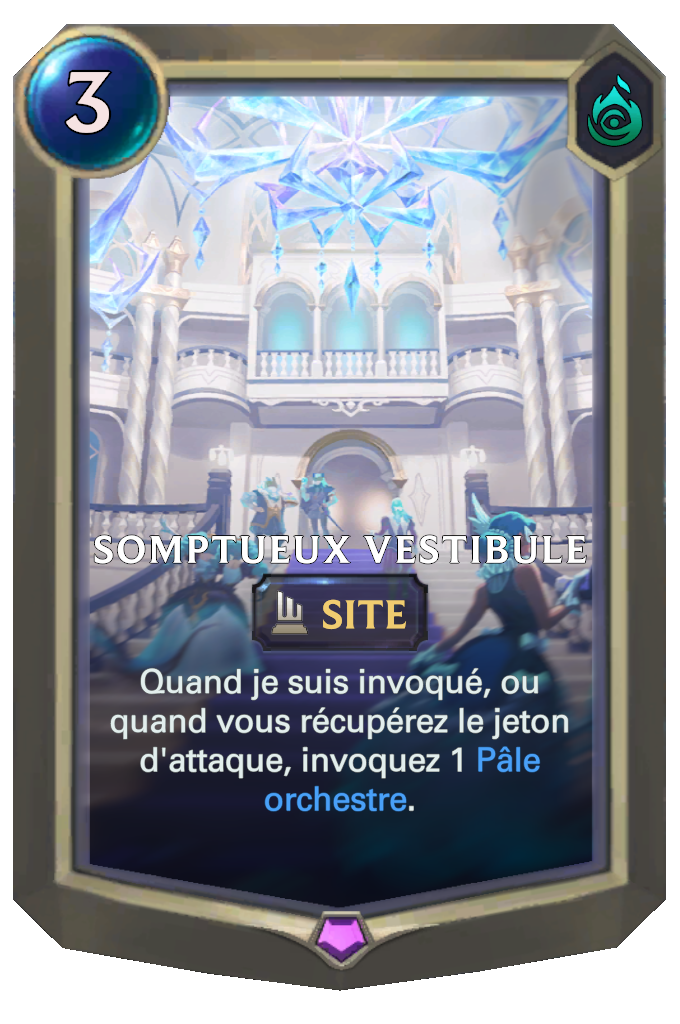 3
SOMPTUEUX VESTIBULE
SITE
Quand je suis invoqué, ou
quand vous récupérez le jeton
d'attaque, invoquez 1 Pâle
orchestre.